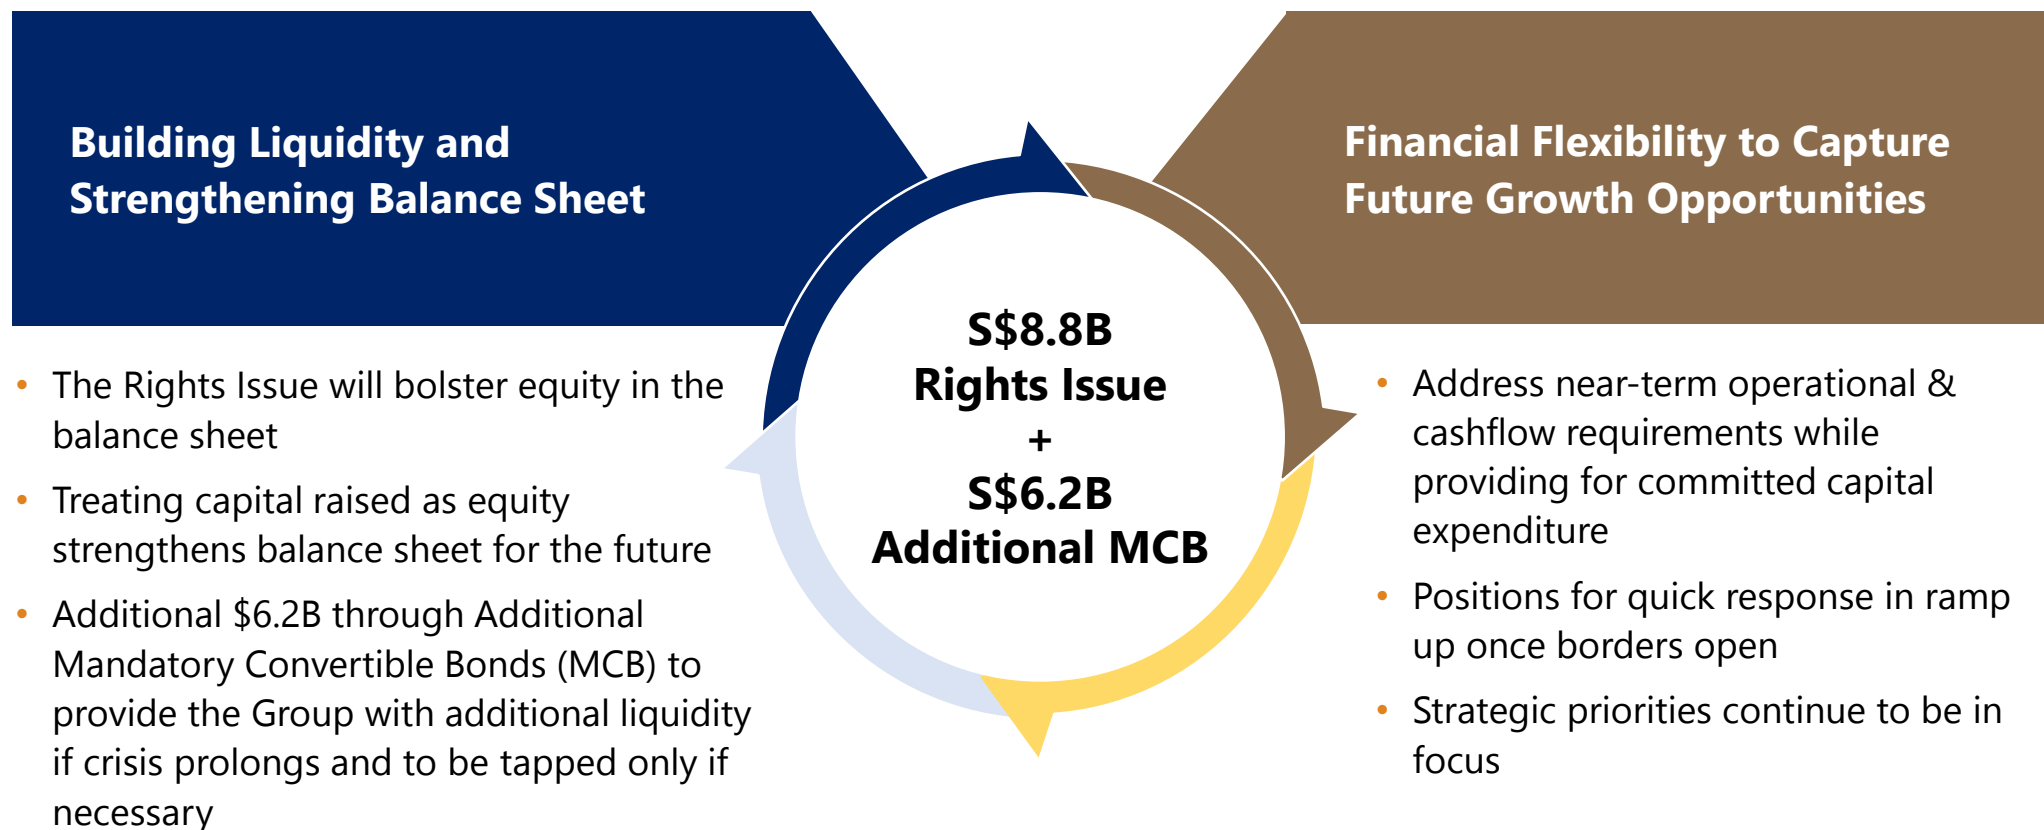 Building Liquidity and
Strengthening Balance Sheet
• The Rights Issue will bolster equity in the
balance sheet
• Treating capital raised as equity
strengthens balance sheet for the future
• Additional $6.2B through Additional
Mandatory Convertible Bonds (MCB) to
provide the Group with additional liquidity
if crisis prolongs and to be tapped only if
necessary
S$8.8B
Rights Issue
+
S$6.2B
Additional MCB
Financial Flexibility to Capture
Future Growth Opportunities
• Address near-term operational &
cashflow requirements while
providing for committed capital
expenditure
• Positions for quick response in ramp
up once borders open
• Strategic priorities continue to be in
focus